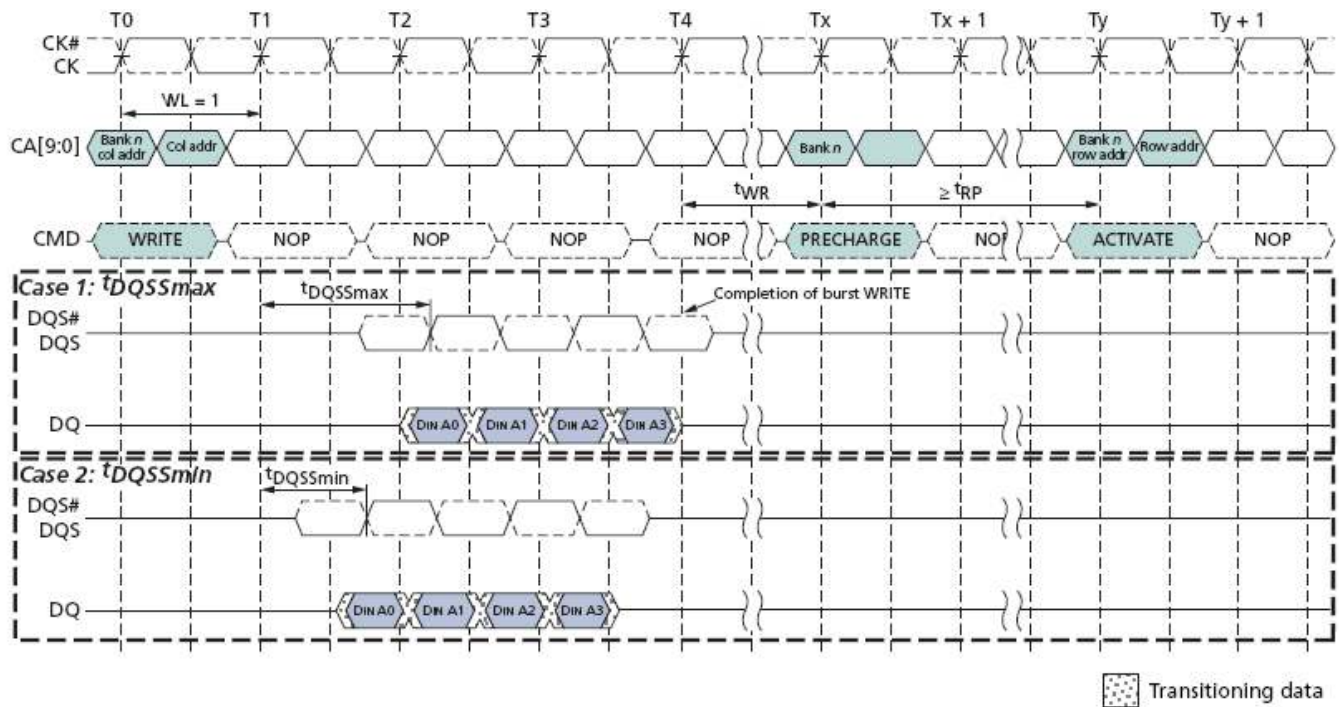 T0 T1 T2 T3 T4 Tx Tx + 1 Ty Ty + 1
CK#
CK
WL = 1
CA[9:0] Bank n col addr Col addr Bank n Bank n row addr Row addr
tWR ≥ tRP
CMD WRITE NOP NOP NOP NOP PRECHARGE NOP ACTIVATE NOP
Case 1: tDQSSmax
tDQSSmax
Completion of burst WRITE
DQS#
DQS
DQ DIN A0 DIN A1 DIN A2 DIN A3
Case 2: tDQSSmin
tDQSSmin
DQS#
DQS
DQ DIN A0 DIN A1 DIN A2 DIN A3
Transitioning data